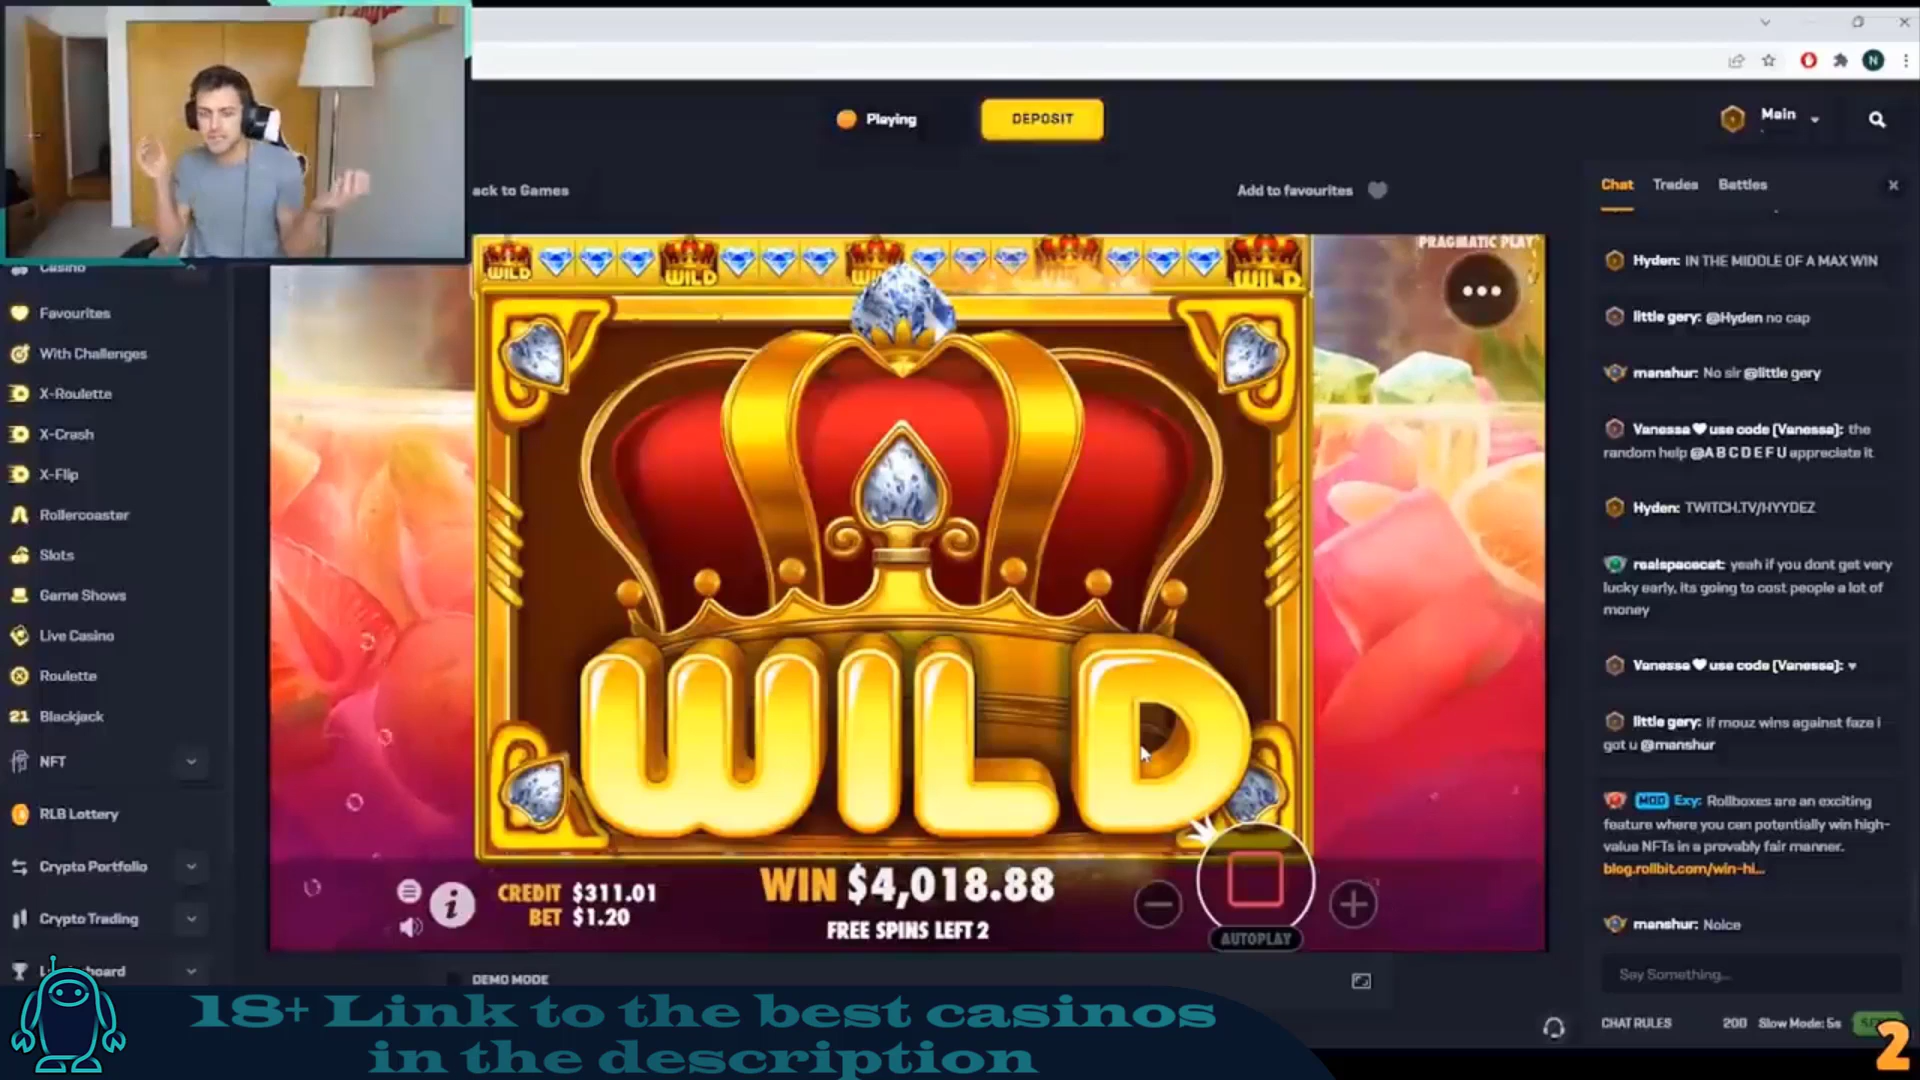 Playing
DEPOSIT
Main
ack to Games
Add to favourites
Chat
Trades
Battles
Casino
Favourites
With Challenges
X-Roulette
X-Crash
X-Flip
Rollercoaster
Slots
Game Shows
Live Casino
Roulette
21 Blackjack
NFT
RLB Lottery
Crypto Portfolio
Crypto Trading
PRAGMATIC PLAY
WILD
WILD
WILD
WILD
WILD
WILD
CREDIT $311.01
BET $1.20
WIN $4,018.88
FREE SPINS LEFT 2
AUTOPLAY
DEMO MODE
Hyden: IN THE MIDDLE OF A MAX WIN
little gery: @Hyden no cap
manshur: No sir @little gery
Vanessa ♥ use code (Vanessa): the
random help @A B C D E F U appreciate it
Hyden: TWITCH.TV/HYYDEZ
realspacecat: yeah if you dont get very
lucky early, its going to cost people a lot of
money
Vanessa ♥ use code (Vanessa): ♥
little gery: If mouz wins against faze i
got u @manshur
MOD Exy: Rollboxes are an exciting
feature where you can potentially win high-
value NFTs in a provably fair manner.
blog.rollbit.com/win-hi...
manshur: Noice
Say Something...
CHAT RULES
200
Slow Mode: 5s
N
2
18+ Link to the best casinos
in the description